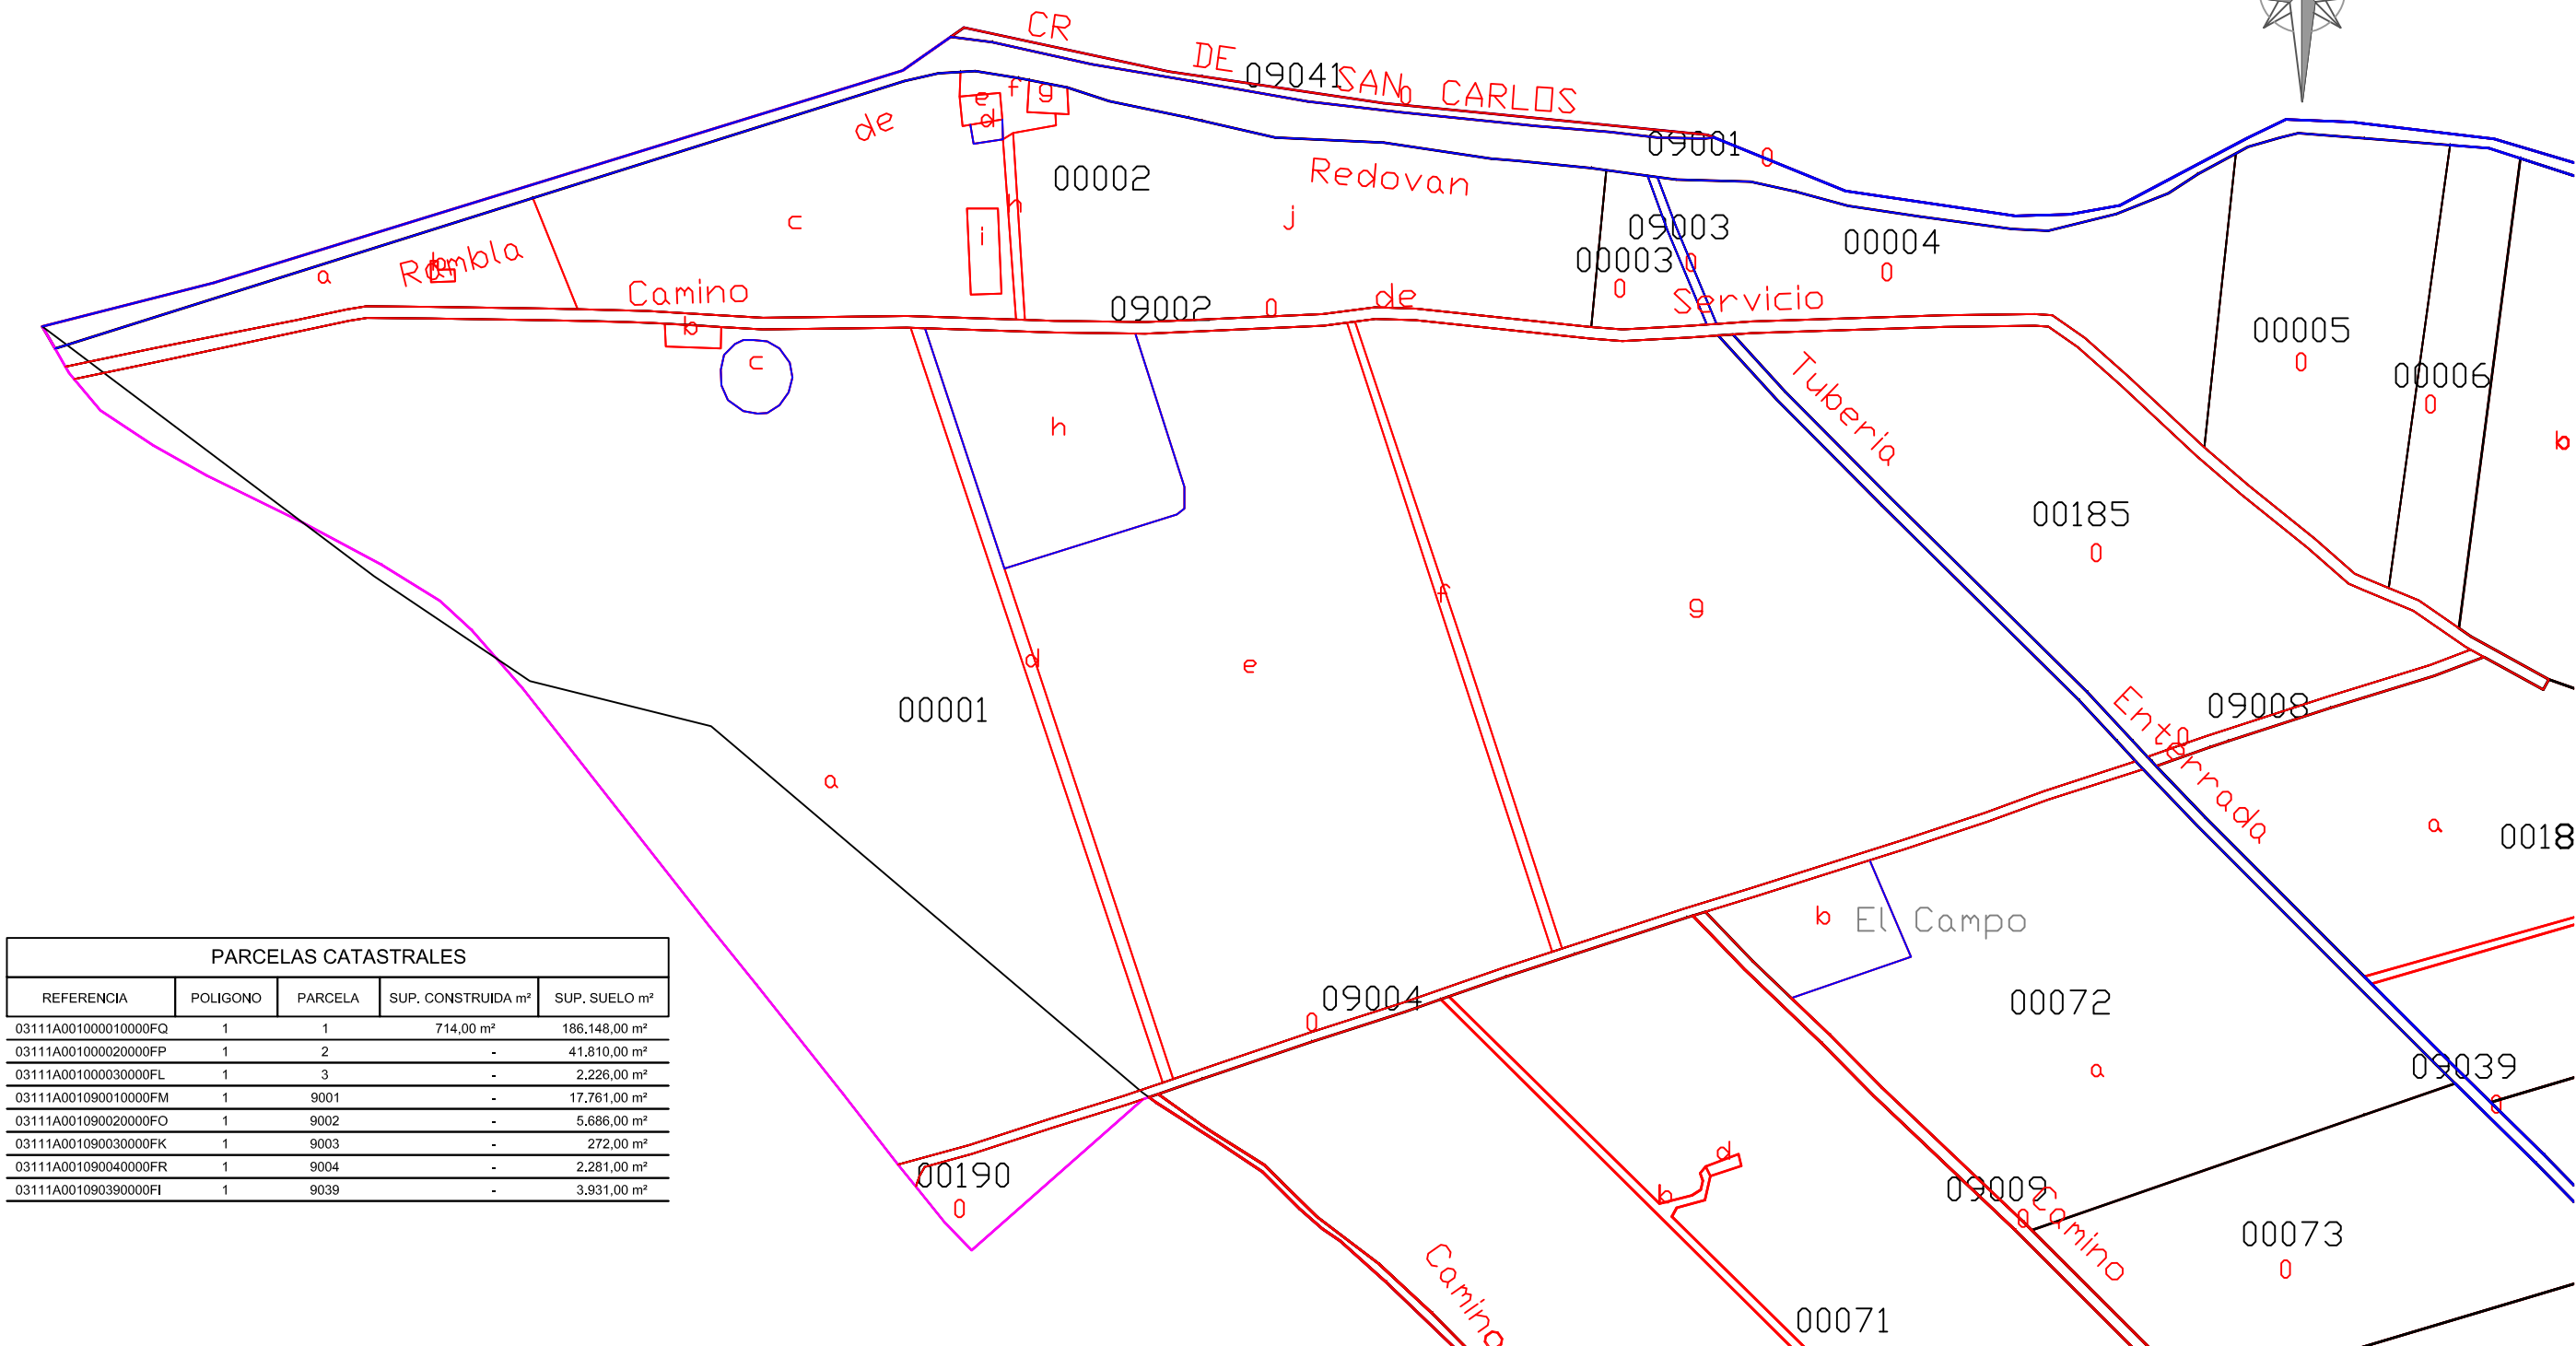 CR DE SAN CARLOS
09041
0
09001
0
de
e
f
g
d
00002
Redovan
h
c
j
i
09003
0
00003
0
00004
0
a
Rambla
Camino
09002
0
de
Servicio
b
c
00005
0
00006
0
b
h
Tuberia
00185
0
f
g
d
e
00001
a
09008
0
Enterrada
a
0018
b
El Campo
09004
0
00072
a
09039
0
d
b
00190
0
09009
0
Camino
00073
0
Camino
00071
PARCELAS CATASTRALES
REFERENCIA POLIGONO PARCELA SUP. CONSTRUIDA m² SUP. SUELO m²
03111A001000010000FQ 1 1 714,00 m² 186.148,00 m²
03111A001000020000FP 1 2 - 41.810,00 m²
03111A001000030000FL 1 3 - 2.226,00 m²
03111A001090010000FM 1 9001 - 17.761,00 m²
03111A001090020000FO 1 9002 - 5.686,00 m²
03111A001090030000FK 1 9003 - 272,00 m²
03111A001090040000FR 1 9004 - 2.281,00 m²
03111A001090390000FI 1 9039 - 3.931,00 m²